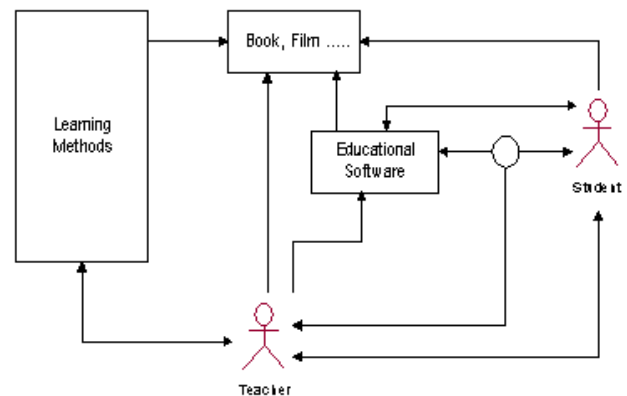 Book, Film .....
Learning
Methods
Educational
Software
Student
Teacher